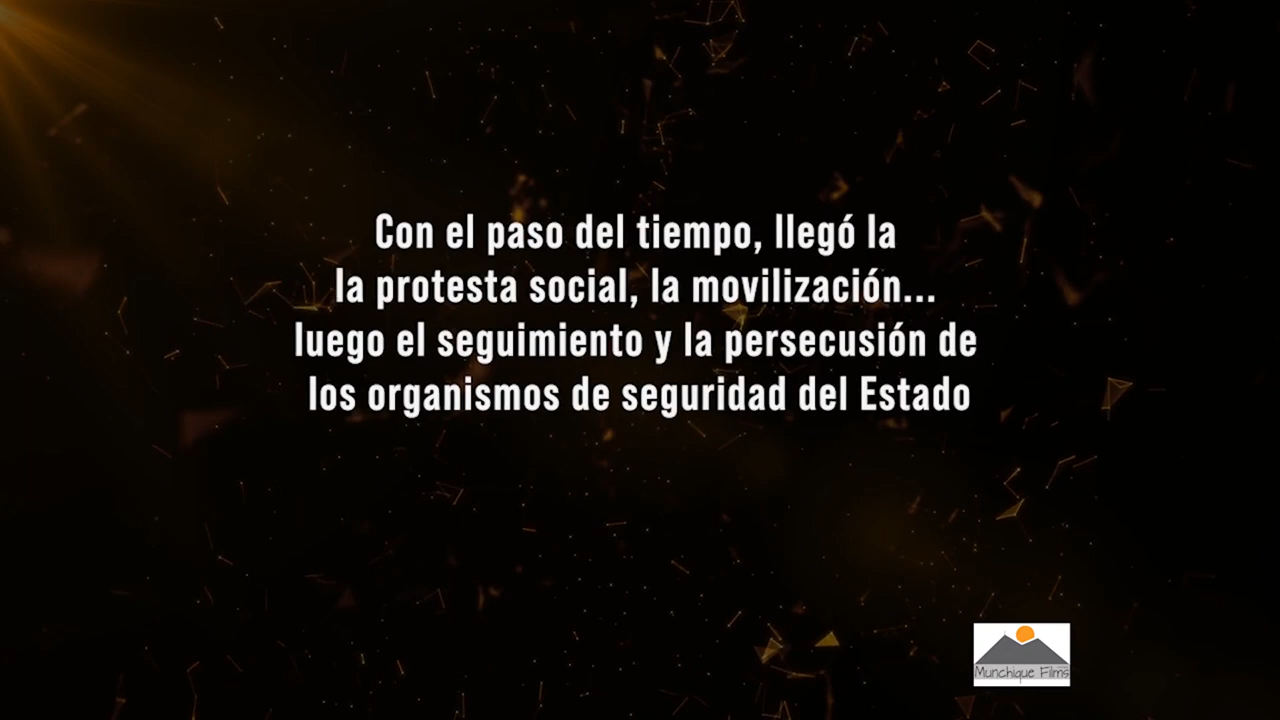 Con el paso del tiempo, llegó la
la protesta social, la movilización...
luego el seguimiento y la persecusión de
los organismos de seguridad del Estado
Munchique Films